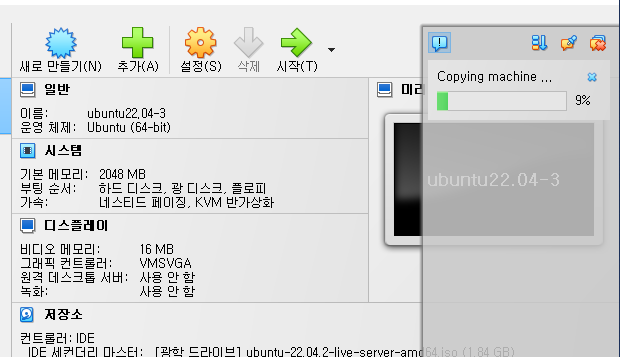 새로 만들기(N) 추가(A) 설정(S) 삭제 시작(T)
Copying machine ...
9%
일반
이름: ubuntu22,04-3
운영 체제: Ubuntu (64-bit)
미리
ubuntu22.04-3
시스템
기본 메모리: 2048 MB
부팅 순서: 하드 디스크, 광 디스크, 플로피
가속: 네스티드 페이징, KVM 반가상화
디스플레이
비디오 메모리: 16 MB
그래픽 컨트롤러: VMSVGA
원격 데스크톱 서버: 사용 안 함
녹화: 사용 안 함
저장소
컨트롤러: IDE
IDE 세컨더리 마스터: [광학 드라이브] ubuntu-22,04,2-live-server-amd64.iso (1.84 GB)